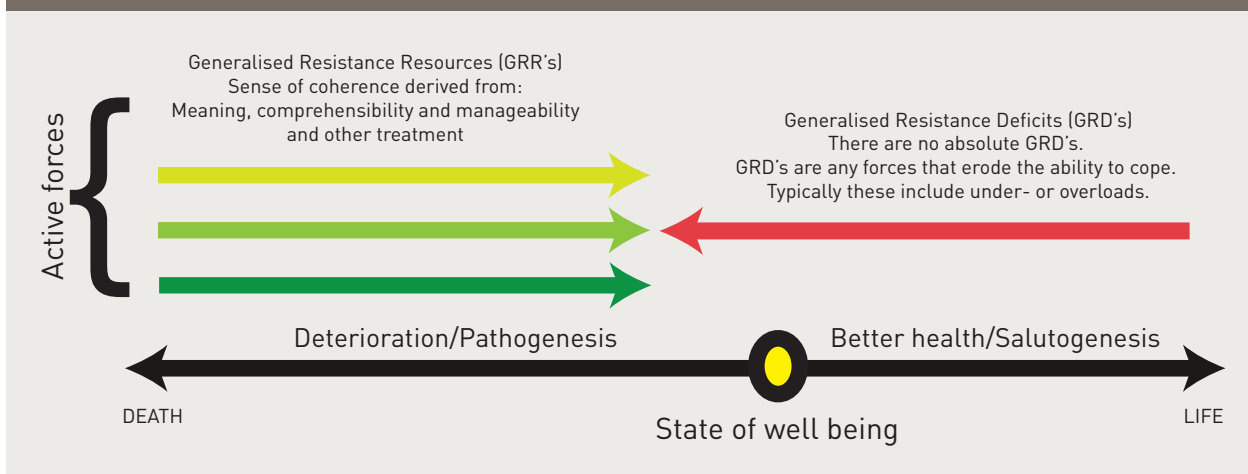 Active forces
Generalised Resistance Resources (GRR's)
Sense of coherence derived from:
Meaning, comprehensibility and manageability
and other treatment
Generalised Resistance Deficits (GRD's)
There are no absolute GRD's.
GRD's are any forces that erode the ability to cope.
Typically these include under- or overloads.
Deterioration/Pathogenesis
Better health/Salutogenesis
DEATH
LIFE
State of well being